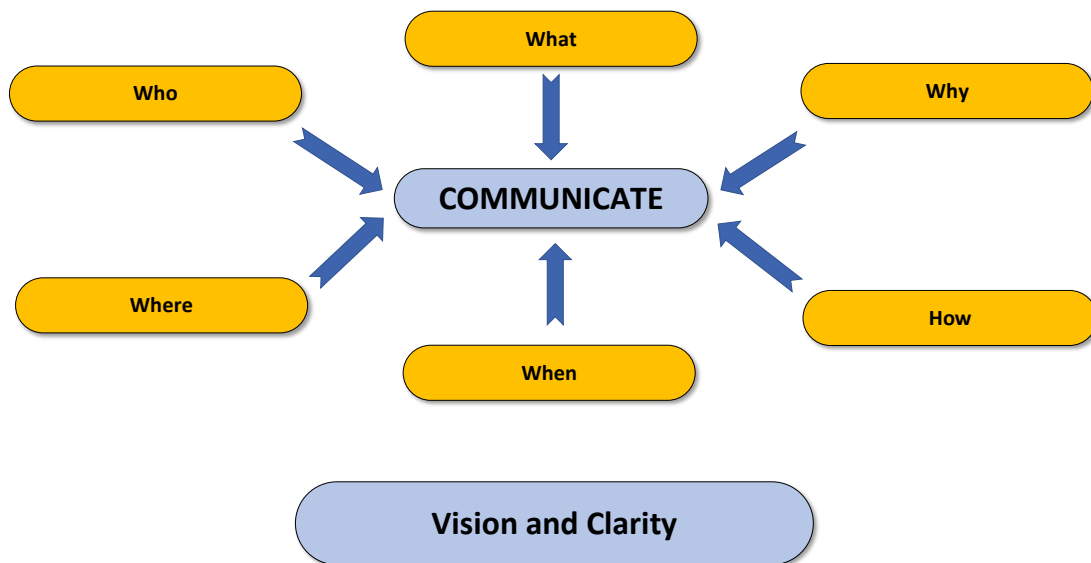 What
Who
Why
COMMUNICATE
Where
How
When
Vision and Clarity